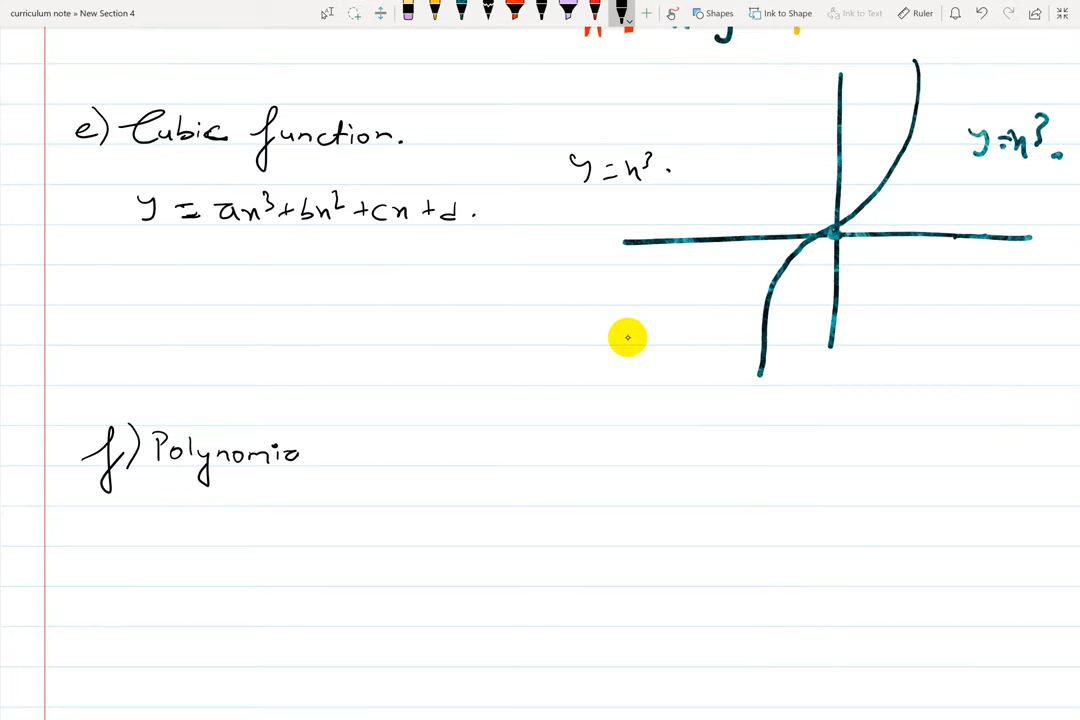 curriculum note » New Section 4
Shapes
Ink to Shape
Ink to Text
Ruler
e) Cubic function.
y = x³.
y = x³.
y = ax³ + bx² + cx + d.
f) Polynomia